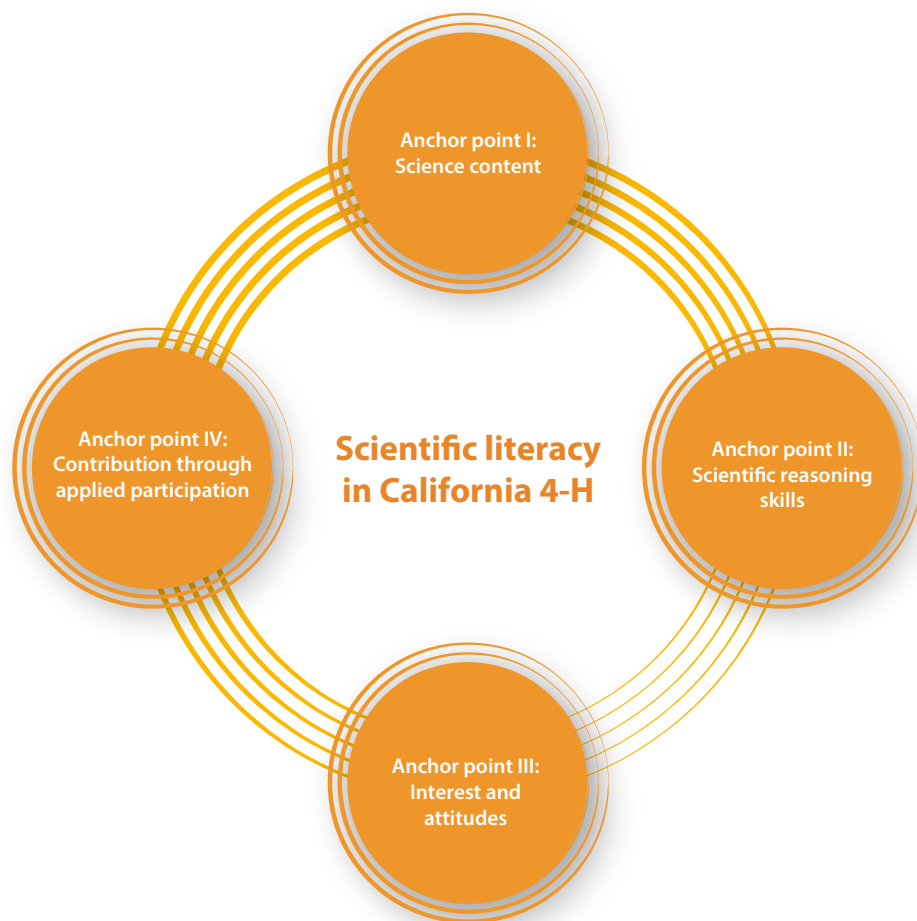 Anchor point I:
Science content
Anchor point IV:
Contribution through
applied participation
Scientific literacy
in California 4-H
Anchor point II:
Scientific reasoning
skills
Anchor point III:
Interest and
attitudes